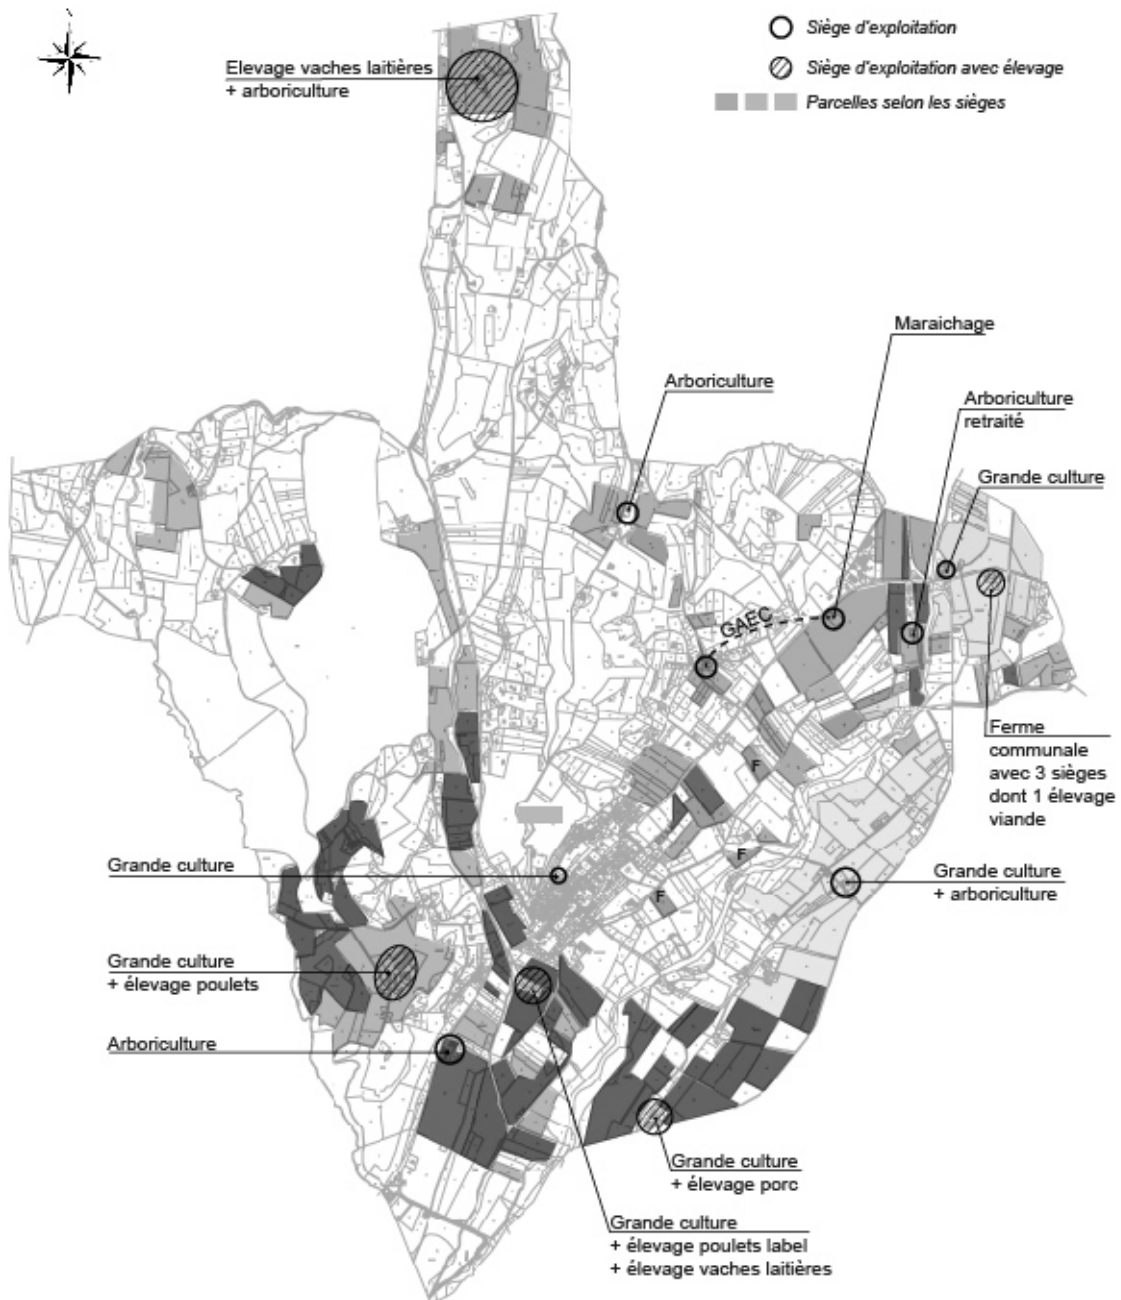 Siège d'exploitation
Siège d'exploitation avec élevage
Parcelles selon les sièges
Elevage vaches laitières
+ arboriculture
Maraichage
Arboriculture
Arboriculture
retraité
Grande culture
GAEC
Ferme
communale
avec 3 sièges
dont 1 élevage
viande
F
F
F
Grande culture
Grande culture
+ arboriculture
Grande culture
+ élevage poulets
Arboriculture
Grande culture
+ élevage porc
Grande culture
+ élevage poulets label
+ élevage vaches laitières